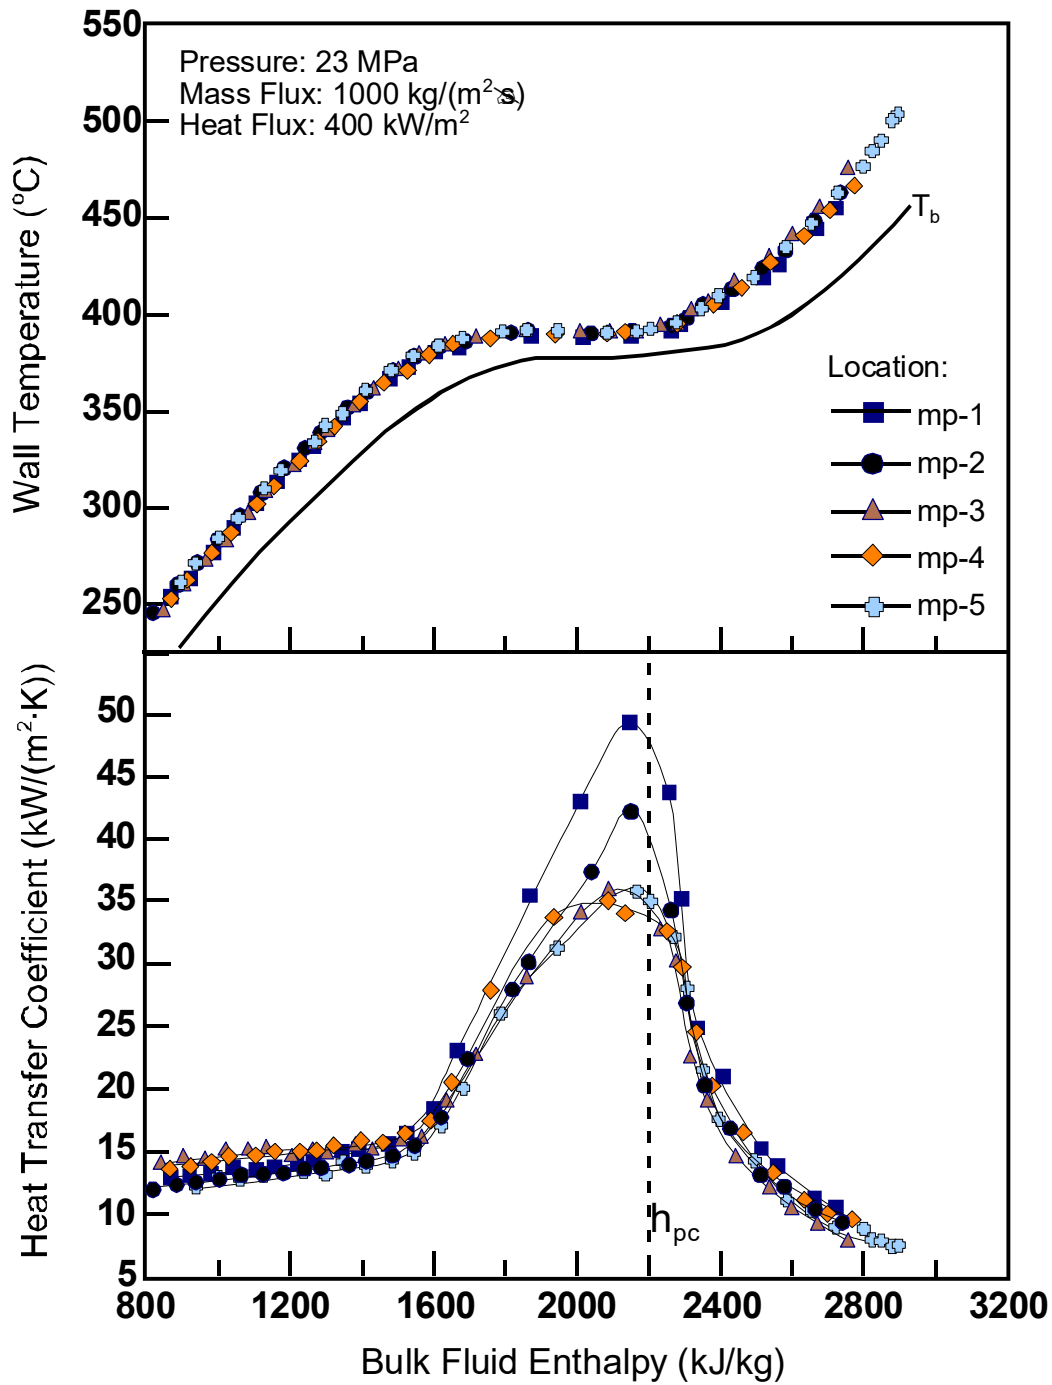 550
500
450
400
350
300
250
Wall Temperature (°C)
Pressure: 23 MPa
Mass Flux: 1000 kg/(m² s)
Heat Flux: 400 kW/m²
T_b
Location:
mp-1
mp-2
mp-3
mp-4
mp-5
50
45
40
35
30
25
20
15
10
5
Heat Transfer Coefficient (kW/(m²·K))
h_pc
800 1200 1600 2000 2400 2800 3200
Bulk Fluid Enthalpy (kJ/kg)